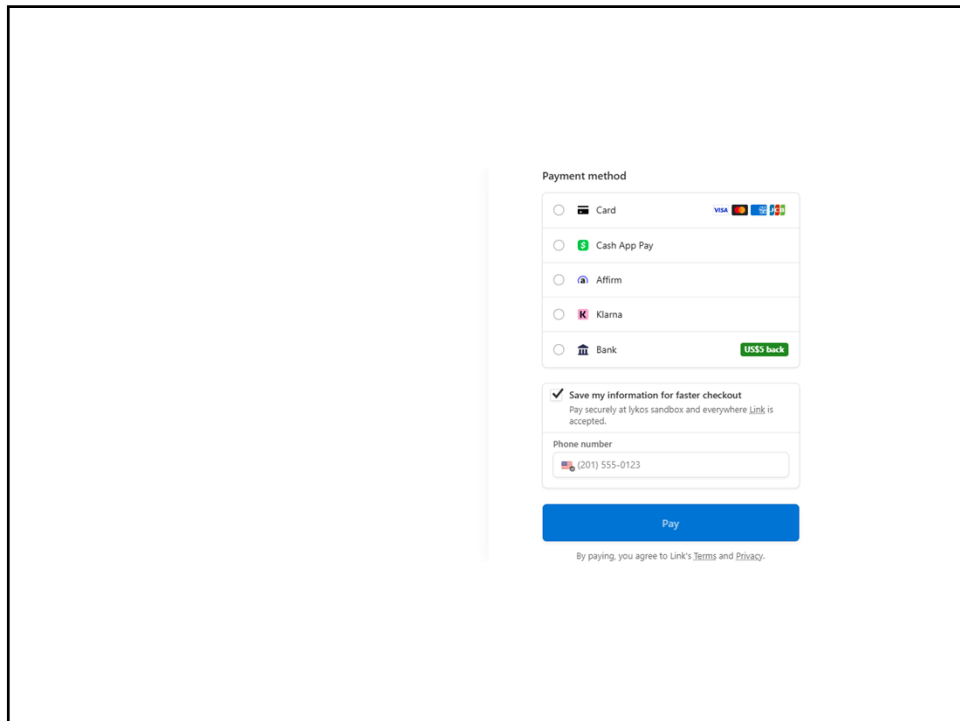 Payment method
Card VISA
Cash App Pay
Affirm
Klarna
Bank US$5 back
Save my information for faster checkout
Pay securely at lykos sandbox and everywhere Link is
accepted.
Phone number
(201) 555-0123
Pay
By paying, you agree to Link's Terms and Privacy.